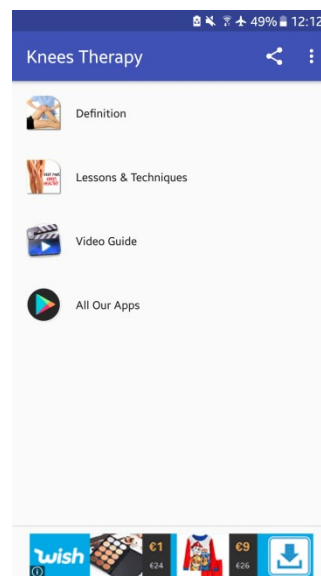 49% 12:12
Knees Therapy
Definition
Lessons & Techniques
Video Guide
All Our Apps
wish
€1
€24
€9
€26